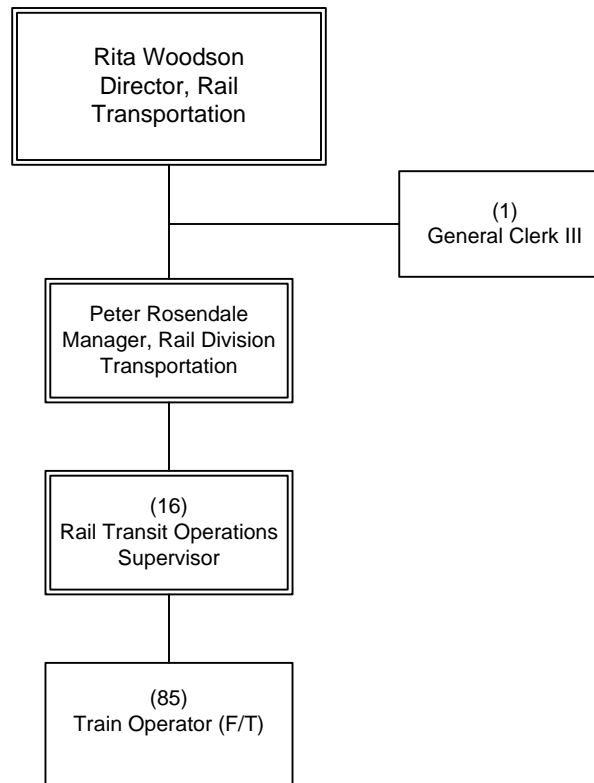 Rita Woodson
Director, Rail
Transportation
(1)
General Clerk III
Peter Rosendale
Manager, Rail Division
Transportation
(16)
Rail Transit Operations
Supervisor
(85)
Train Operator (F/T)